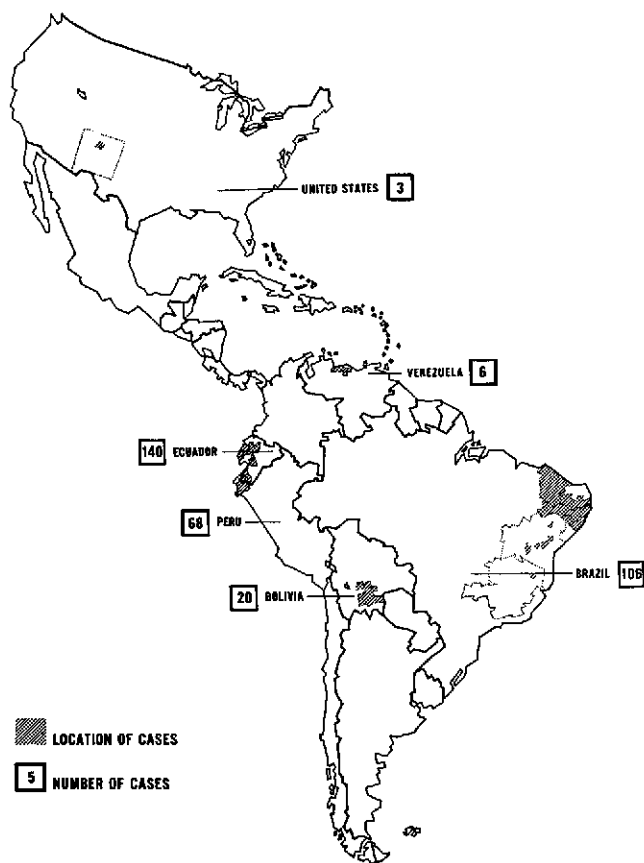 UNITED STATES 3
VENEZUELA 6
140 ECUADOR
68 PERU
BRAZIL 106
20 BOLIVIA
LOCATION OF CASES
5 NUMBER OF CASES